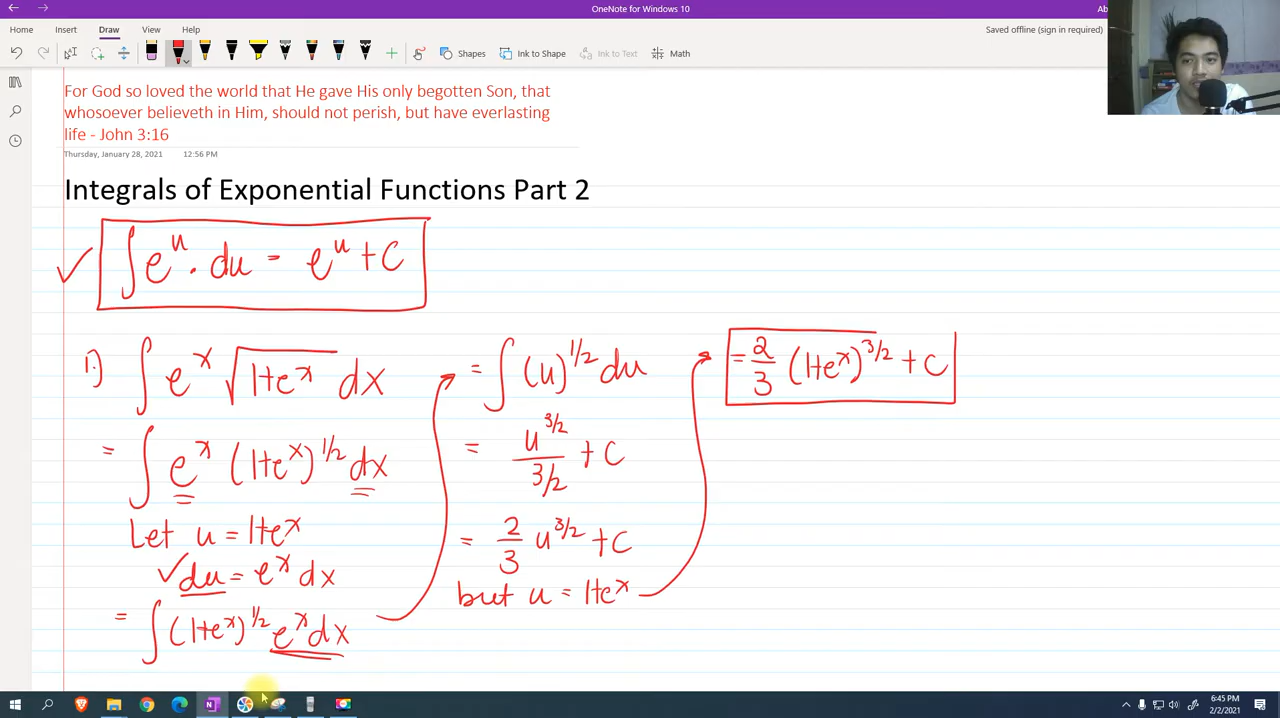 OneNote for Windows 10
Ab
Home Insert Draw View Help
Saved offline (sign in required)
Shapes Ink to Shape Ink to Text Math
For God so loved the world that He gave His only begotten Son, that
whosoever believeth in Him, should not perish, but have everlasting
life - John 3:16
Thursday, January 28, 2021 12:56 PM
Integrals of Exponential Functions Part 2
✓ ∫e^u · du = e^u + C
1.) ∫ e^x √(1+e^x) dx
= ∫ e^x (1+e^x)^1/2 dx
Let u = 1+e^x
✓du = e^x dx
= ∫ (1+e^x)^1/2 e^x dx
= ∫ (u)^1/2 du
= u^3/2 / 3/2 + C
= 2/3 u^3/2 + C
but u = 1+e^x
= 2/3 (1+e^x)^3/2 + C
6:45 PM
2/2/2021